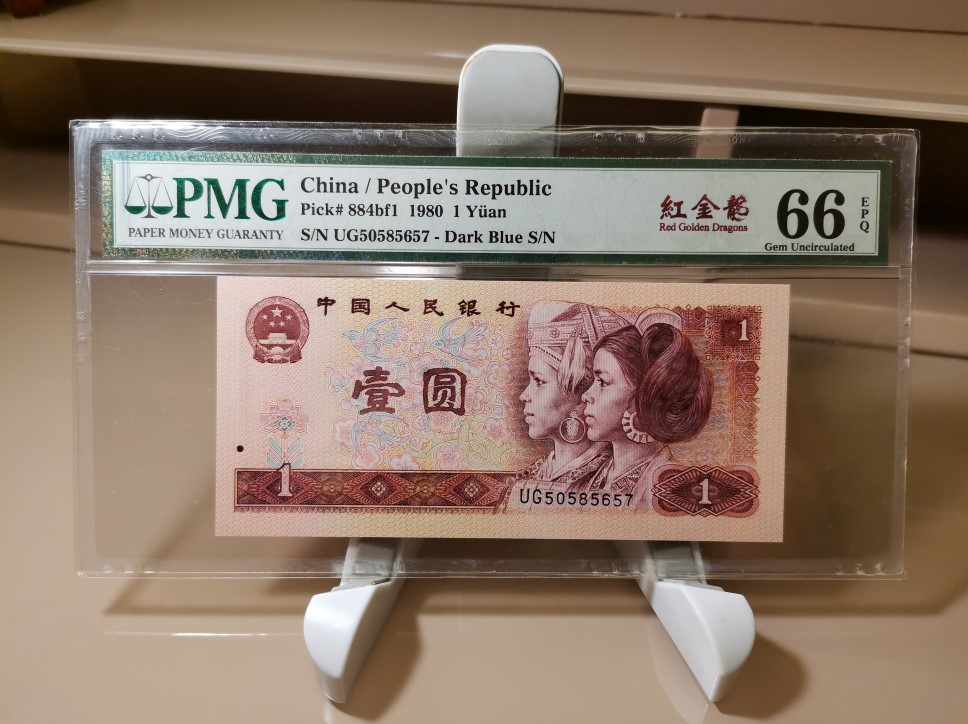 PMG
PAPER MONEY GUARANTY
China / People's Republic
Pick# 884bf1 1980 1 Yüan
S/N UG50585657 - Dark Blue S/N
紅金龍
Red Golden Dragons
66
EPQ
Gem Uncirculated
中国人民银行
1
壹圆
1
UG50585657
1